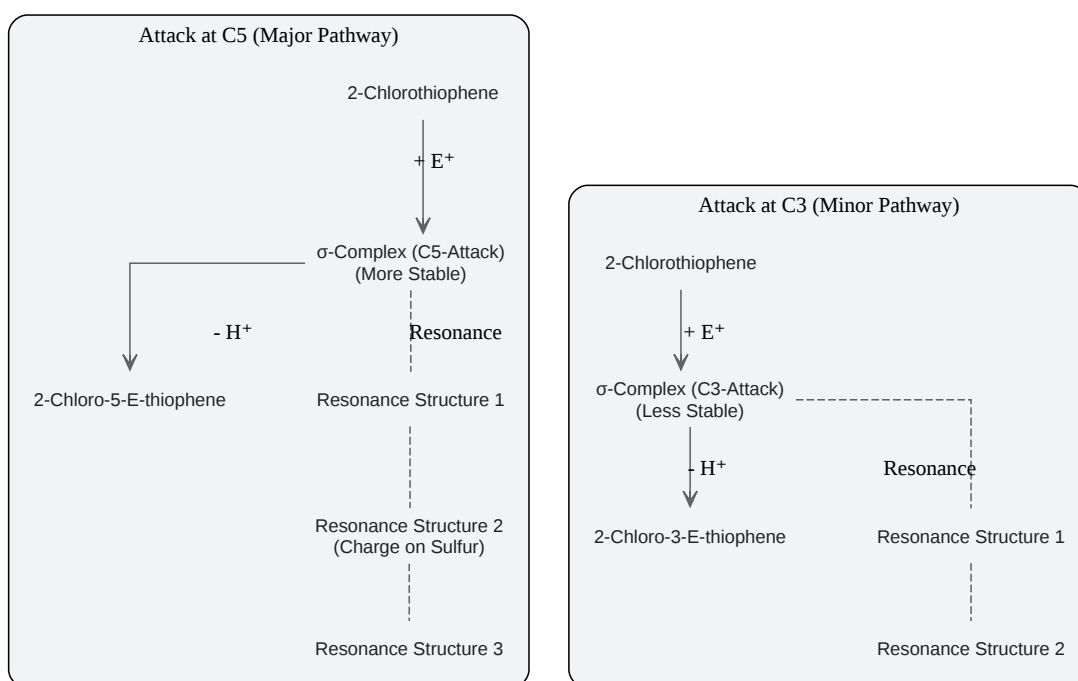 Attack at C5 (Major Pathway)
2-Chlorothiophene
+ E⁺
σ-Complex (C5-Attack)
(More Stable)
- H⁺
Resonance
2-Chloro-5-E-thiophene
Resonance Structure 1
Resonance Structure 2
(Charge on Sulfur)
Resonance Structure 3
Attack at C3 (Minor Pathway)
2-Chlorothiophene
+ E⁺
σ-Complex (C3-Attack)
(Less Stable)
- H⁺
Resonance
2-Chloro-3-E-thiophene
Resonance Structure 1
Resonance Structure 2